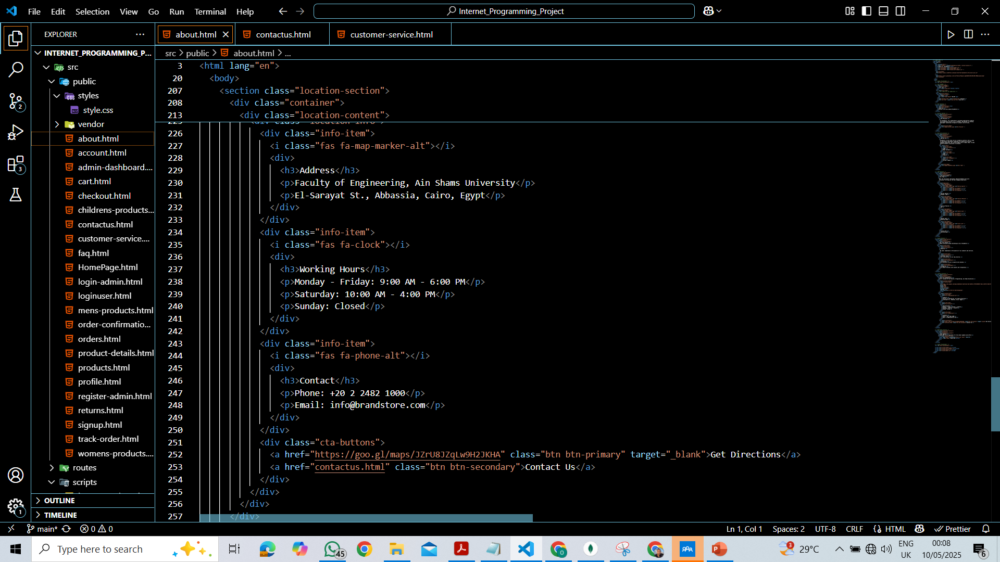 File Edit Selection View Go Run Terminal Help
Internet_Programming_Project
EXPLORER
about.html
contactus.html
customer-service.html
INTERNET_PROGRAMMING_P...
src
public
styles
style.css
vendor
about.html
account.html
admin-dashboard....
cart.html
checkout.html
childrens-products...
contactus.html
customer-service....
faq.html
HomePage.html
login-admin.html
loginuser.html
mens-products.html
order-confirmatio...
orders.html
product-details.html
products.html
profile.html
register-admin.html
returns.html
signup.html
track-order.html
womens-products....
routes
scripts
OUTLINE
TIMELINE
2
3
1
src > public > about.html > ...
3 <html lang="en">
20 <body>
207 <section class="location-section">
208 <div class="container">
213 <div class="location-content">
226 <div class="info-item">
227 <i class="fas fa-map-marker-alt"></i>
228 <div>
229 <h3>Address</h3>
230 <p>Faculty of Engineering, Ain Shams University</p>
231 <p>El-Sarayat St., Abbassia, Cairo, Egypt</p>
232 </div>
233 </div>
234 <div class="info-item">
235 <i class="fas fa-clock"></i>
236 <div>
237 <h3>Working Hours</h3>
238 <p>Monday - Friday: 9:00 AM - 6:00 PM</p>
239 <p>Saturday: 10:00 AM - 4:00 PM</p>
240 <p>Sunday: Closed</p>
241 </div>
242 </div>
243 <div class="info-item">
244 <i class="fas fa-phone-alt"></i>
245 <div>
246 <h3>Contact</h3>
247 <p>Phone: +20 2 2482 1000</p>
248 <p>Email: info@brandstore.com</p>
249 </div>
250 </div>
251 <div class="cta-buttons">
252 <a href="https://goo.gl/maps/JZrU8JZqLw9H2JKHA" class="btn btn-primary" target="_blank">Get Directions</a>
253 <a href="contactus.html" class="btn btn-secondary">Contact Us</a>
254 </div>
255 </div>
256 </div>
257 </div>
main* 0 0
Ln 1, Col 1 Spaces: 2 UTF-8 CRLF HTML Prettier
Type here to search
45
3 29°C
ENG
UK
00:08
10/05/2025
6